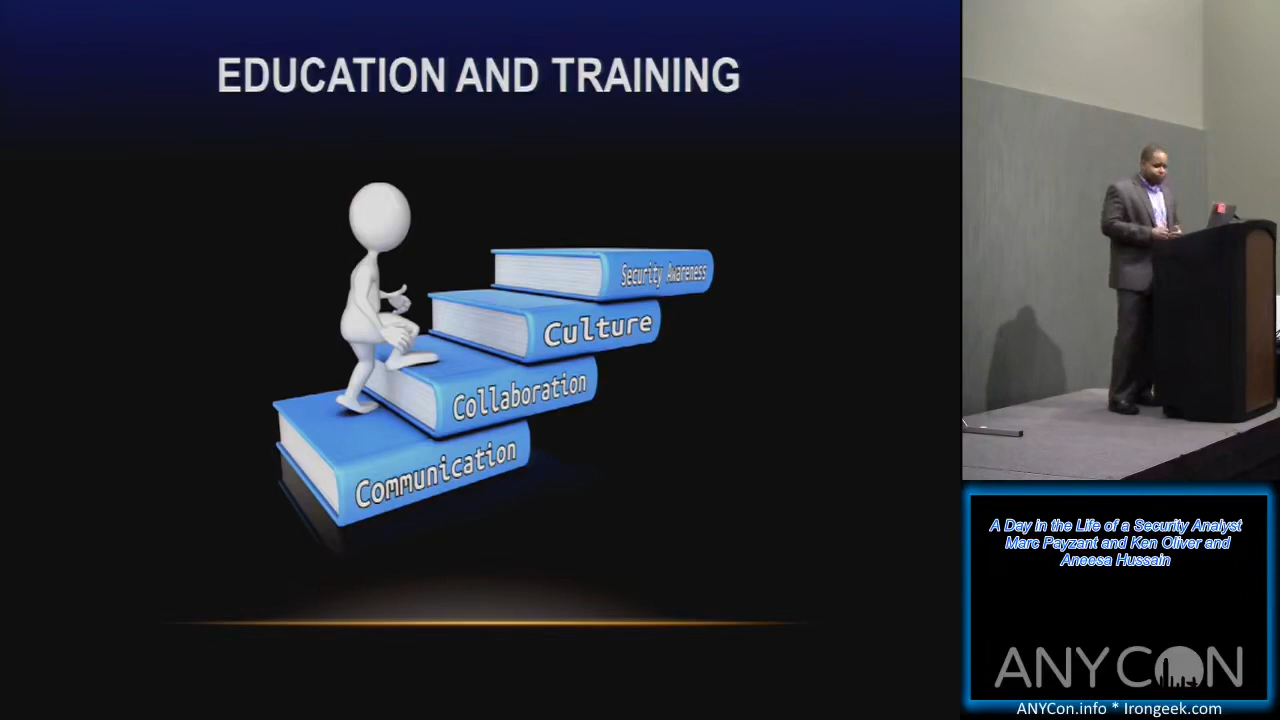 EDUCATION AND TRAINING
Security Awareness
Culture
Collaboration
Communication
A Day in the Life of a Security Analyst
Marc Payzant and Ken Oliver and
Aneesa Hussain
ANYCON
ANYCon.info * Irongeek.com